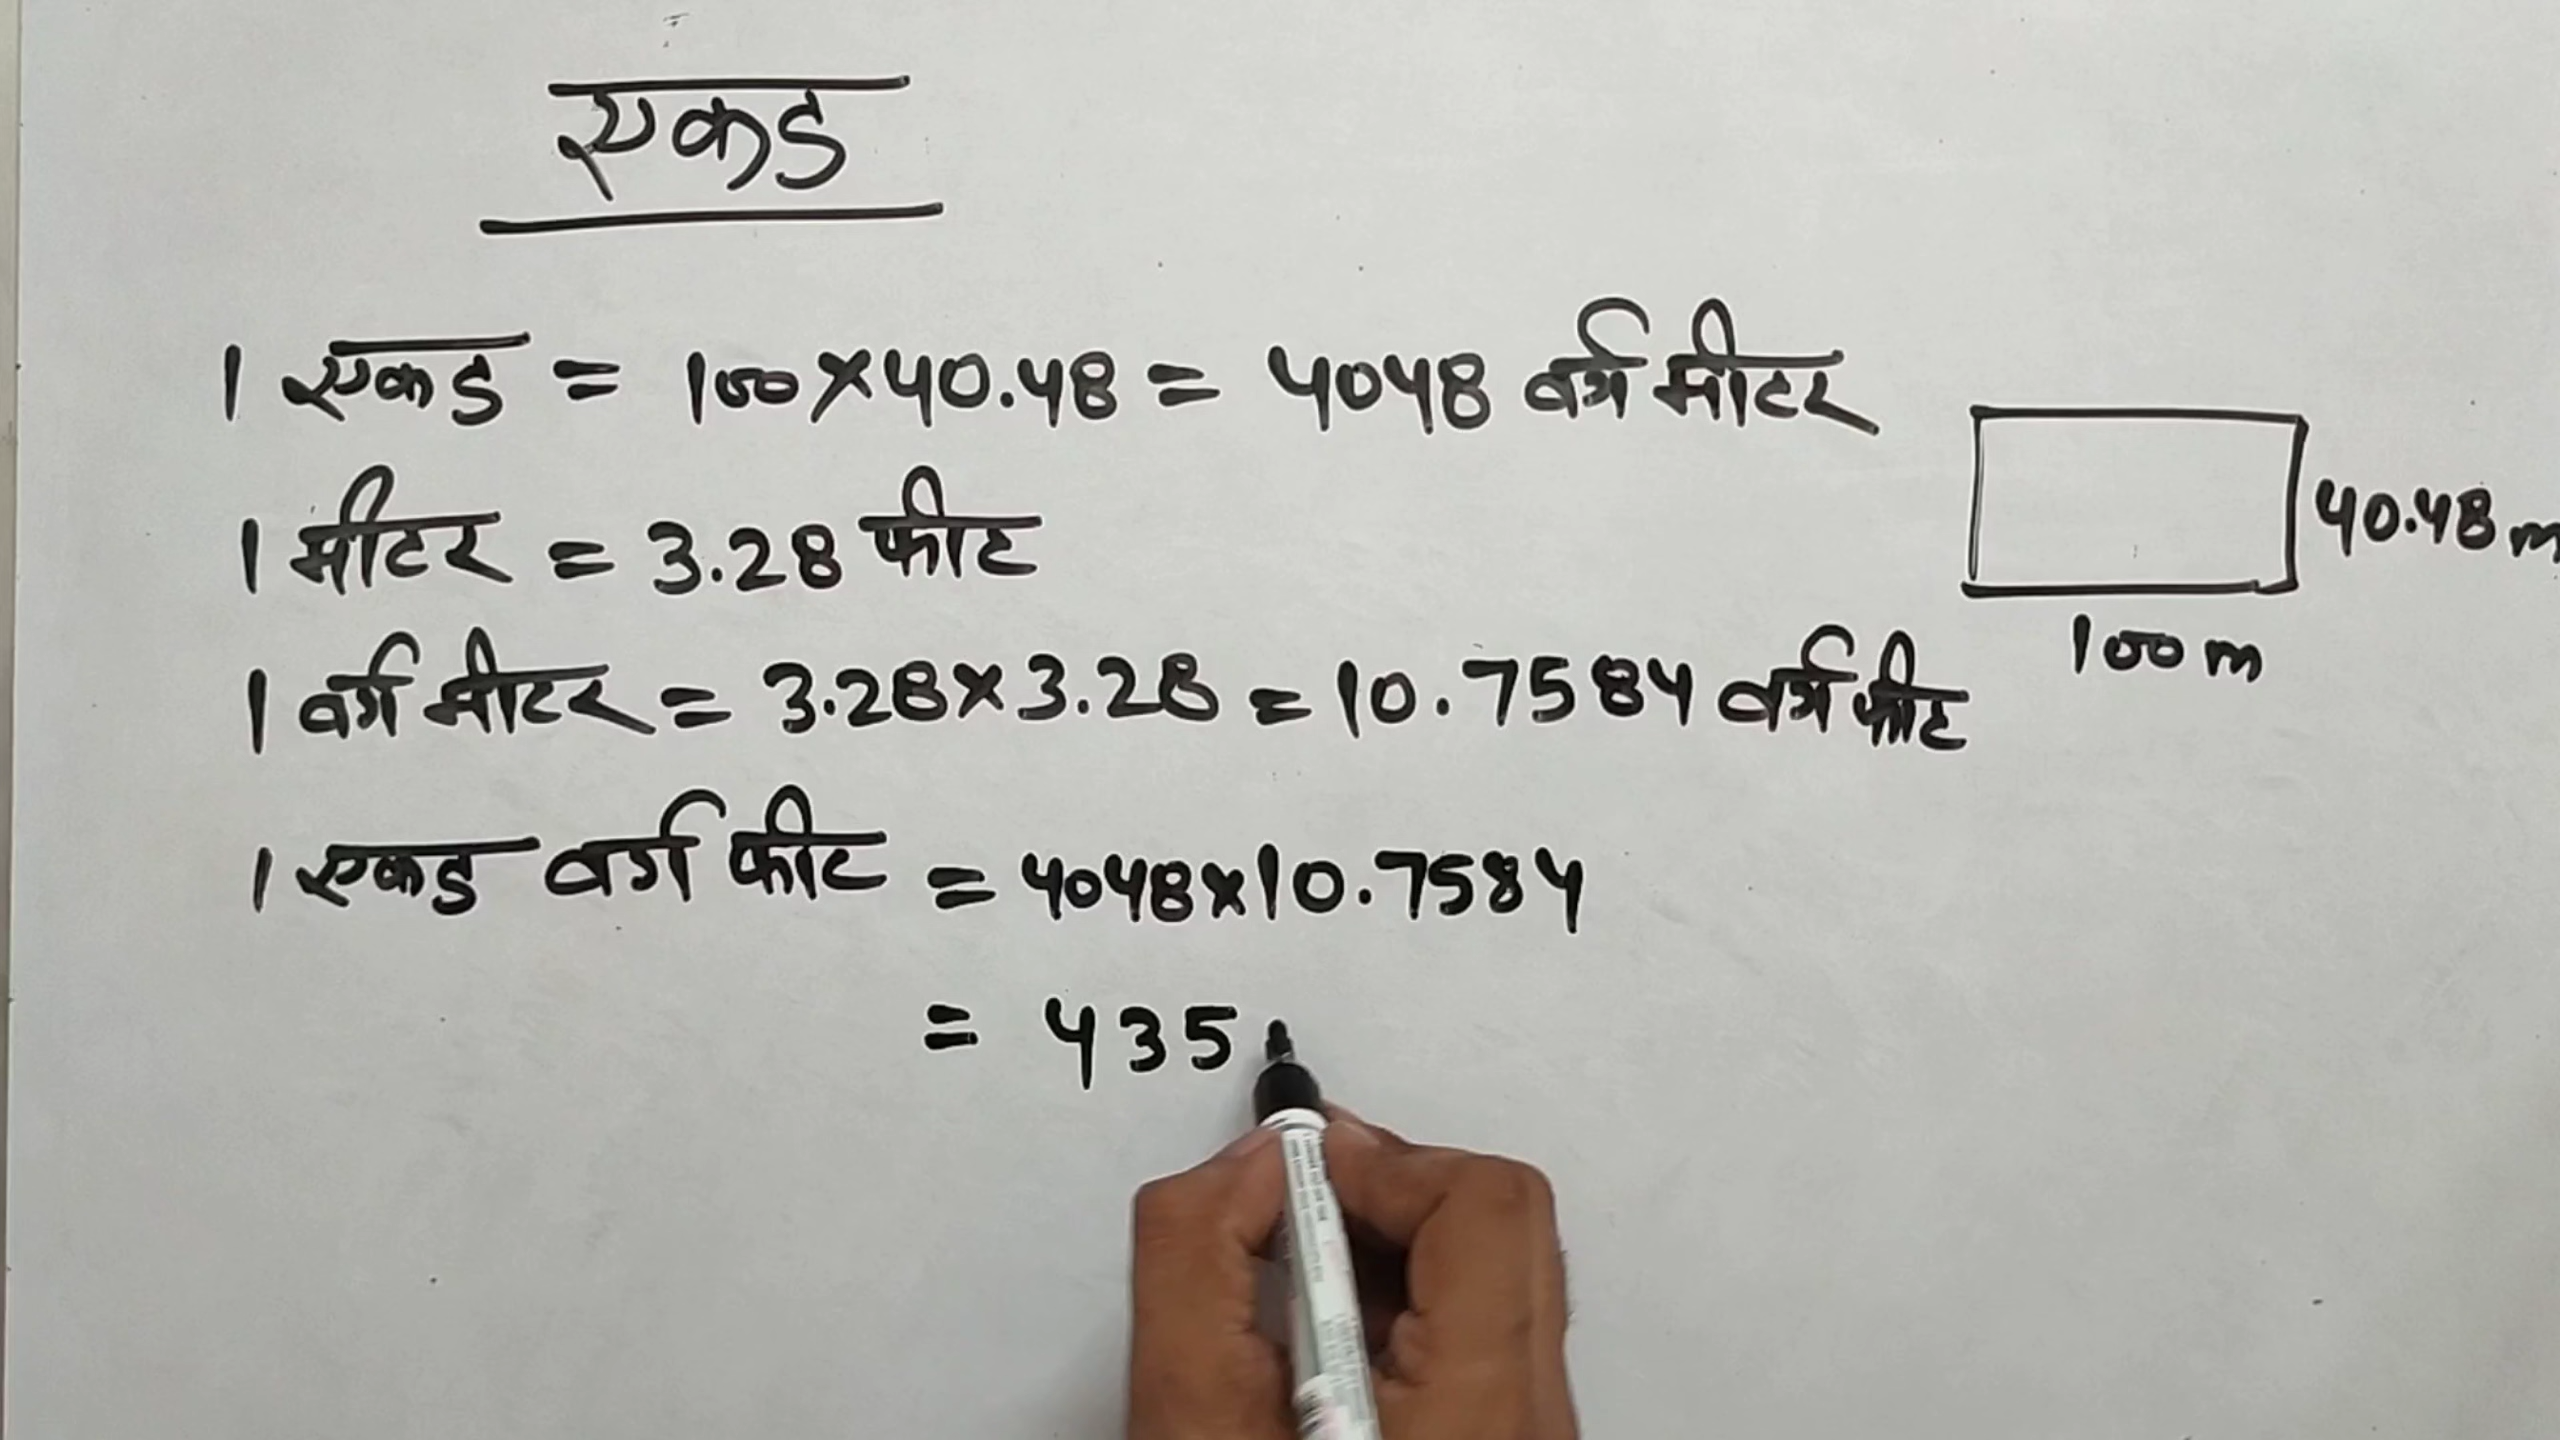 एकड
1 एकड = 100×40.48 = 4048 वर्ग मीटर
40.48 m
100 m
1 मीटर = 3.28 फीट
1 वर्ग मीटर = 3.28×3.28 = 10.7584 वर्ग फीट
1 एकड वर्ग फीट = 4048×10.7584
= 435